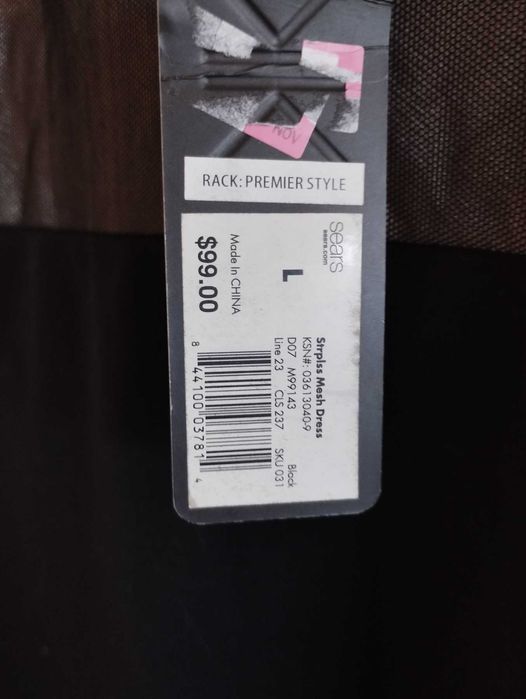 RACK: PREMIER STYLE
sears
sears.com
L
Made In CHINA
$99.00
Strplss Mesh Dress
KSN#: 03613040-9
D07 M99143 Black
Line 23 CLS 237 SKU 031
8 44100 03781 4